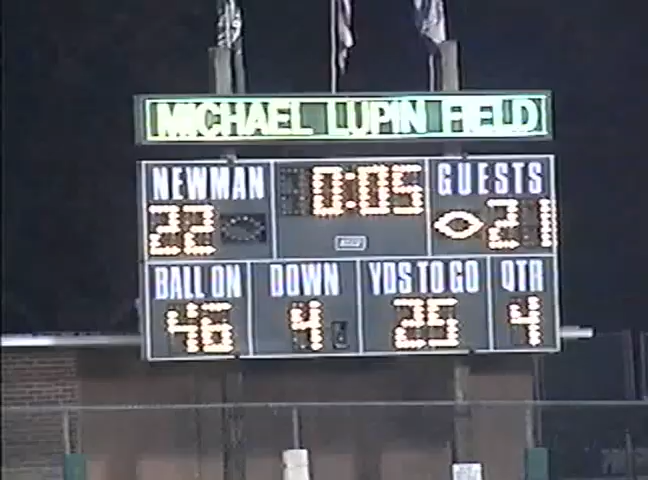 MICHAEL LUPIN FIELD
NEWMAN 0:05 GUESTS
22 21
BALL ON DOWN YDS TO GO QTR
46 4 25 4